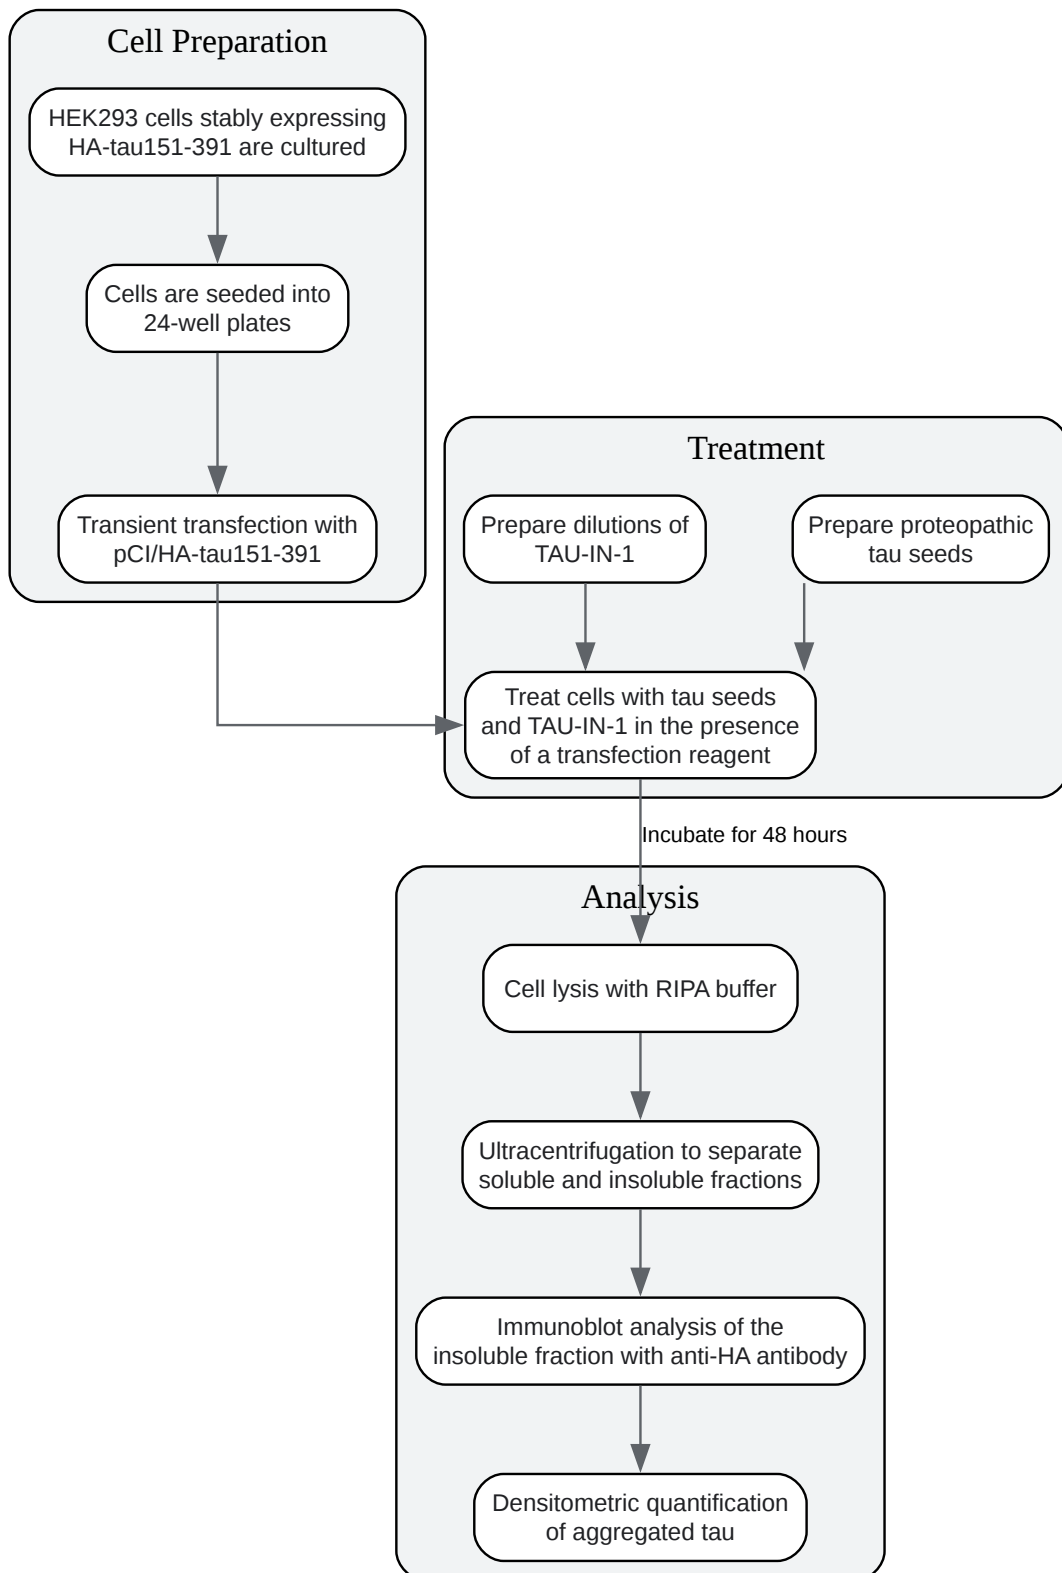 Cell Preparation
HEK293 cells stably expressing
HA-tau151-391 are cultured
Cells are seeded into
24-well plates
Transient transfection with
pCI/HA-tau151-391
Treatment
Prepare dilutions of
TAU-IN-1
Prepare proteopathic
tau seeds
Treat cells with tau seeds
and TAU-IN-1 in the presence
of a transfection reagent
Incubate for 48 hours
Analysis
Cell lysis with RIPA buffer
Ultracentrifugation to separate
soluble and insoluble fractions
Immunoblot analysis of the
insoluble fraction with anti-HA antibody
Densitometric quantification
of aggregated tau